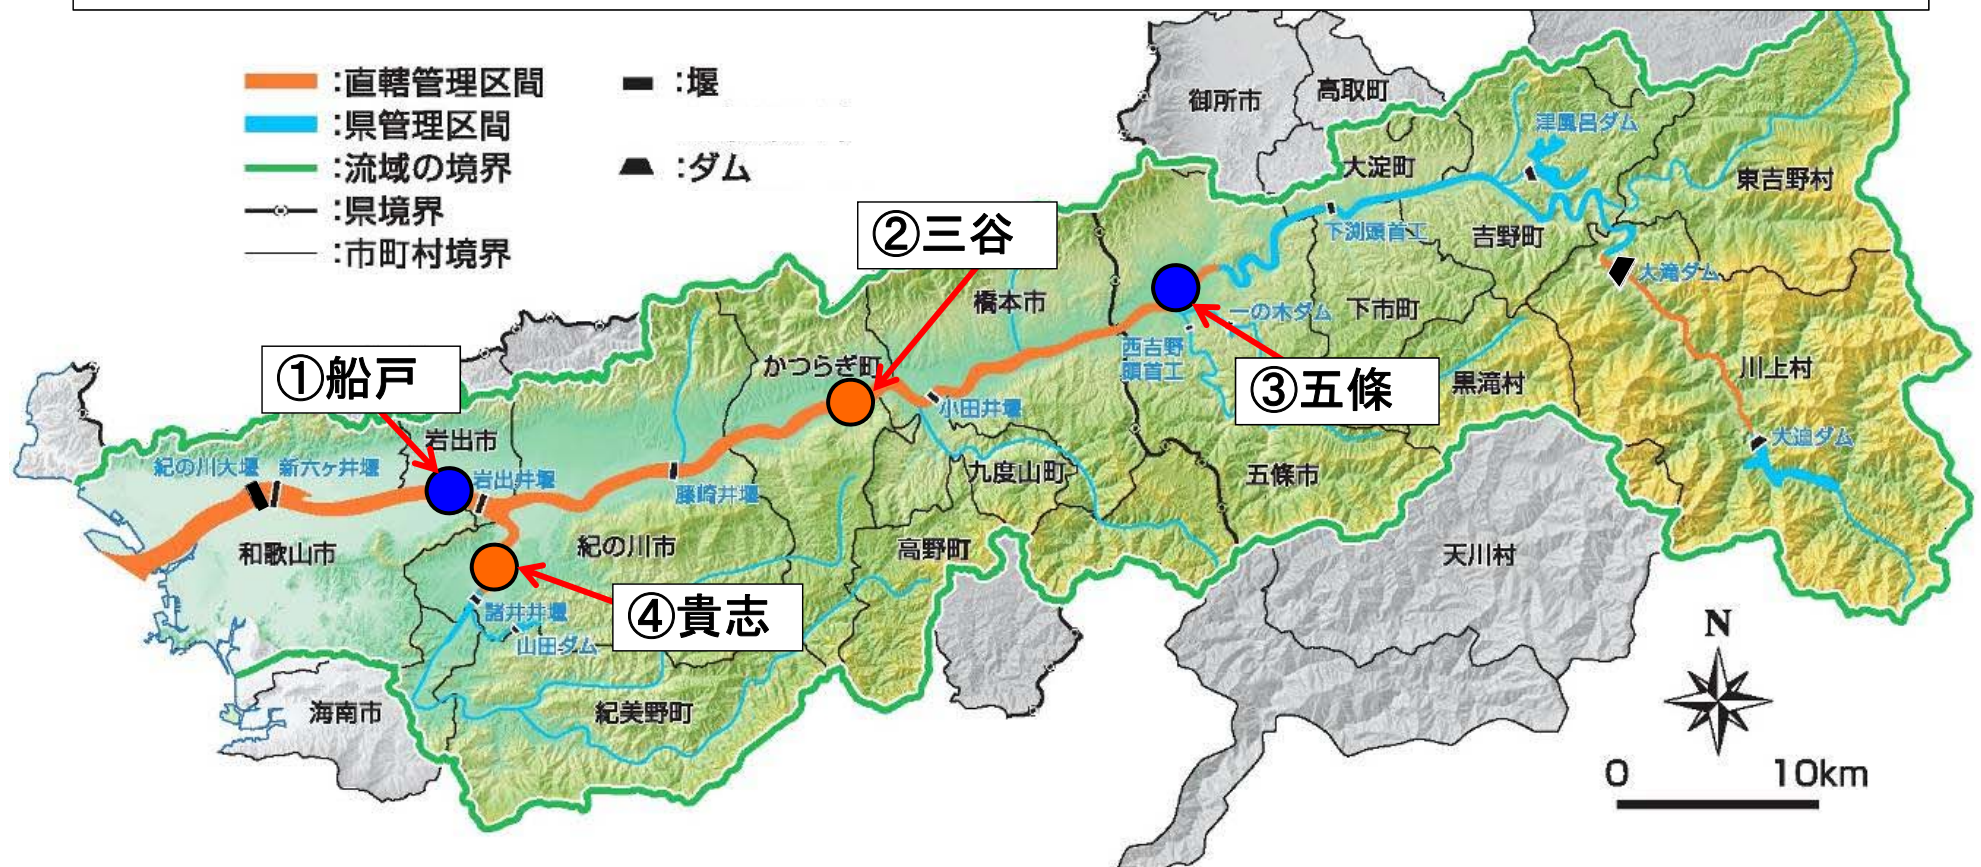 :直轄管理区間
:堰
:県管理区間
:流域の境界
:ダム
:県境界
:市町村境界
御所市
高取町
津風呂ダム
大淀町
東吉野村
②三谷
下渕頭首工
吉野町
大滝ダム
橋本市
一の木ダム
下市町
①船戸
かつらぎ町
西吉野
頭首工
③五條
黒滝村
川上村
小田井堰
岩出市
大迫ダム
紀の川大堰
新六ヶ井堰
岩出井堰
藤崎井堰
九度山町
五條市
和歌山市
紀の川市
高野町
天川村
諸井井堰
④貴志
山田ダム
N
海南市
紀美野町
0
10km